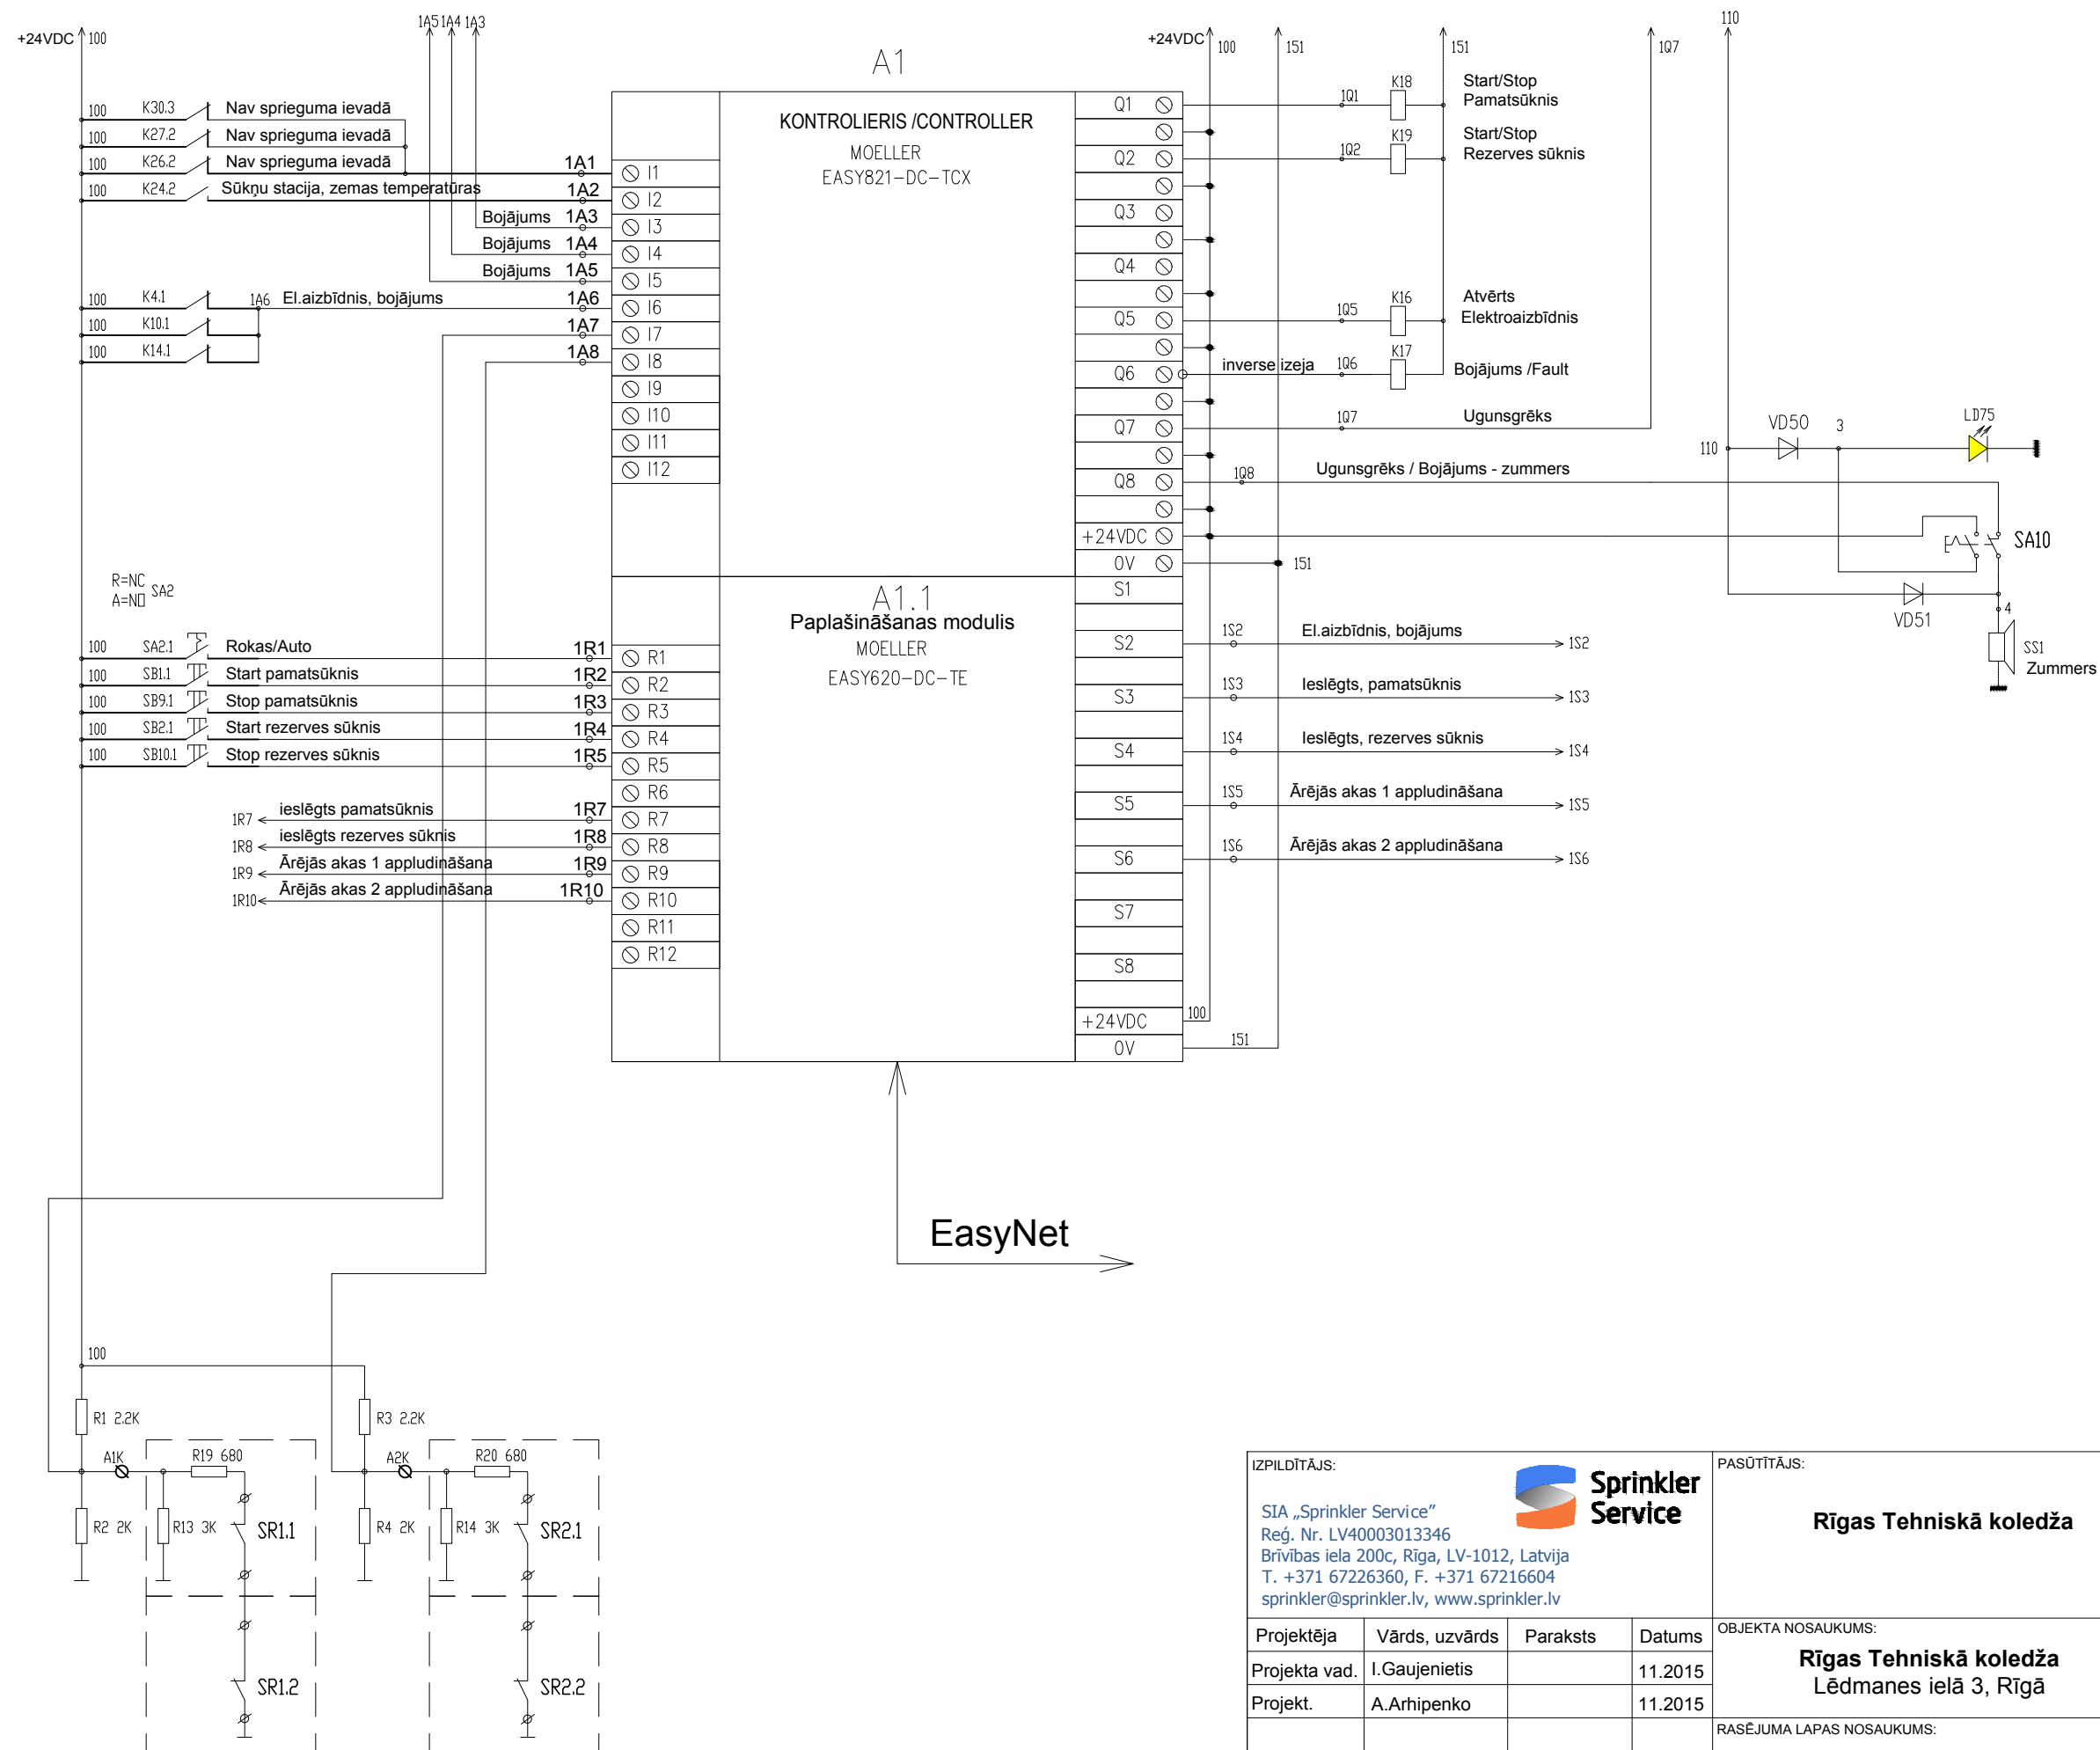 1A5 1A4 1A3
110
+24VDC 100
+24VDC 100 151 151 1Q7
A1
KONTROLIERIS /CONTROLLER
MOELLER
EASY821-DC-TCX
100 K30.3 Nav sprieguma ievadā
100 K27.2 Nav sprieguma ievadā
100 K26.2 Nav sprieguma ievadā 1A1 I1
100 K24.2 Sūkņu stacija, zemas temperatūras 1A2 I2
Bojājums 1A3 I3
Bojājums 1A4 I4
Bojājums 1A5 I5
100 K4.1 1A6 El.aizbīdnis, bojājums 1A6 I6
100 K10.1 1A7 I7
100 K14.1 1A8 I8
I9
I10
I11
I12
Q1 1Q1 K18 Start/Stop
Pamatsūknis
Q2 1Q2 K19 Start/Stop
Rezerves sūknis
Q3
Q4
Q5 1Q5 K16 Atvērts
Elektroaizbīdnis
Q6 inverse izeja 1Q6 K17 Bojājums /Fault
Q7 1Q7 Ugunsgrēks
Q8 1Q8 Ugunsgrēks / Bojājums - zummers
+24VDC
0V 151
110 VD50 3 LD75
SA10
VD51 4
SS1
Zummers
R=NC
A=NO SA2
A1.1
Paplašināšanas modulis
MOELLER
EASY620-DC-TE
100 SA2.1 Rokas/Auto 1R1 R1
100 SB1.1 Start pamatsūknis 1R2 R2
100 SB9.1 Stop pamatsūknis 1R3 R3
100 SB2.1 Start rezerves sūknis 1R4 R4
100 SB10.1 Stop rezerves sūknis 1R5 R5
R6
1R7 ieslēgts pamatsūknis 1R7 R7
1R8 ieslēgts rezerves sūknis 1R8 R8
1R9 Ārējās akas 1 appludināšana 1R9 R9
1R10 Ārējās akas 2 appludināšana 1R10 R10
R11
R12
S1
S2 1S2 El.aizbīdnis, bojājums 1S2
S3 1S3 Ieslēgts, pamatsūknis 1S3
S4 1S4 Ieslēgts, rezerves sūknis 1S4
S5 1S5 Ārējās akas 1 appludināšana 1S5
S6 1S6 Ārējās akas 2 appludināšana 1S6
S7
S8
+24VDC 100
0V 151
EasyNet
100
R1 2.2K R3 2.2K
A1K R19 680 A2K R20 680
R2 2K R13 3K SR1.1 R4 2K R14 3K SR2.1
SR1.2 SR2.2
IZPILDĪTĀJS:
Sprinkler
Service
SIA „Sprinkler Service”
Reģ. Nr. LV40003013346
Brīvības iela 200c, Rīga, LV-1012, Latvija
T. +371 67226360, F. +371 67216604
sprinkler@sprinkler.lv, www.sprinkler.lv
PASŪTĪTĀJS:
Rīgas Tehniskā koledža
Projektēja Vārds, uzvārds Paraksts Datums
Projekta vad. I.Gaujenietis 11.2015
Projekt. A.Arhipenko 11.2015
OBJEKTA NOSAUKUMS:
Rīgas Tehniskā koledža
Lēdmanes ielā 3, Rīgā
RASĒJUMA LAPAS NOSAUKUMS: